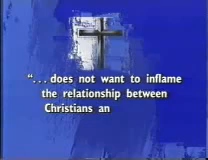 “. . . does not want to inflame
the relationship between
Christians an